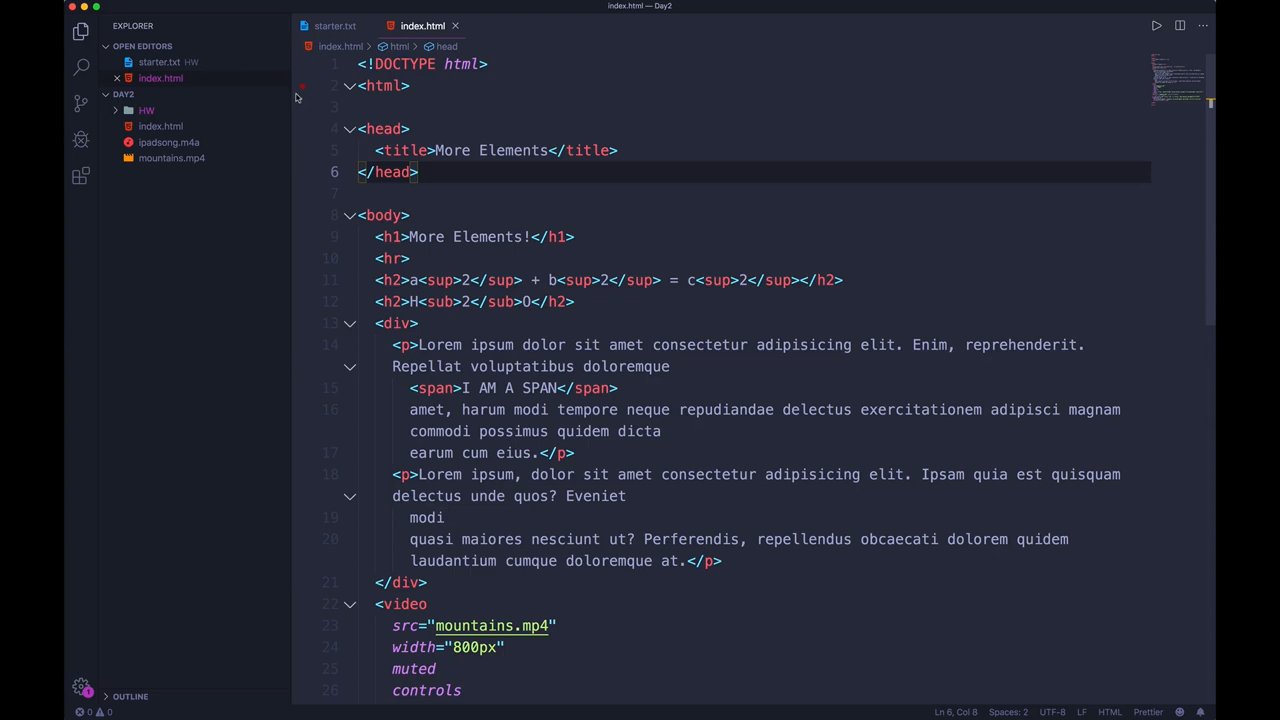 index.html — Day2
EXPLORER
OPEN EDITORS
starter.txt HW
index.html
DAY2
HW
index.html
ipadsong.m4a
mountains.mp4
OUTLINE
starter.txt
index.html
index.html html head
1 <!DOCTYPE html>
2 <html>
3
4 <head>
5 <title>More Elements</title>
6 </head>
7
8 <body>
9 <h1>More Elements!</h1>
10 <hr>
11 <h2>a<sup>2</sup> + b<sup>2</sup> = c<sup>2</sup></h2>
12 <h2>H<sub>2</sub>O</h2>
13 <div>
14 <p>Lorem ipsum dolor sit amet consectetur adipisicing elit. Enim, reprehenderit.
Repellat voluptatibus doloremque
15 <span>I AM A SPAN</span>
16 amet, harum modi tempore neque repudiandae delectus exercitationem adipisci magnam
commodi possimus quidem dicta
17 earum cum eius.</p>
18 <p>Lorem ipsum, dolor sit amet consectetur adipisicing elit. Ipsam quia est quisquam
delectus unde quos? Eveniet
19 modi
20 quasi maiores nesciunt ut? Perferendis, repellendus obcaecati dolorem quidem
laudantium cumque doloremque at.</p>
21 </div>
22 <video
23 src="mountains.mp4"
24 width="800px"
25 muted
26 controls
1
0 0
Ln 6, Col 8 Spaces: 2 UTF-8 LF HTML Prettier